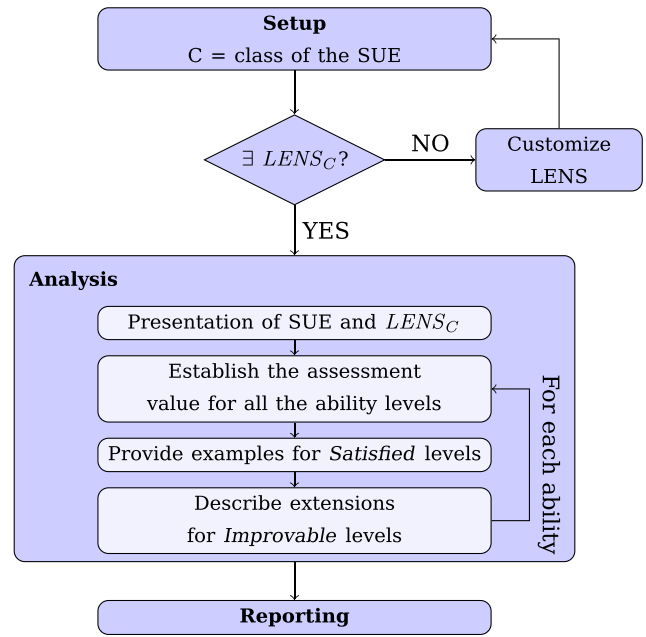 Setup
C = class of the SUE
∃ LENS_C?
NO
Customize
LENS
YES
Analysis
Presentation of SUE and LENS_C
Establish the assessment
value for all the ability levels
Provide examples for Satisfied levels
Describe extensions
for Improvable levels
For each ability
Reporting